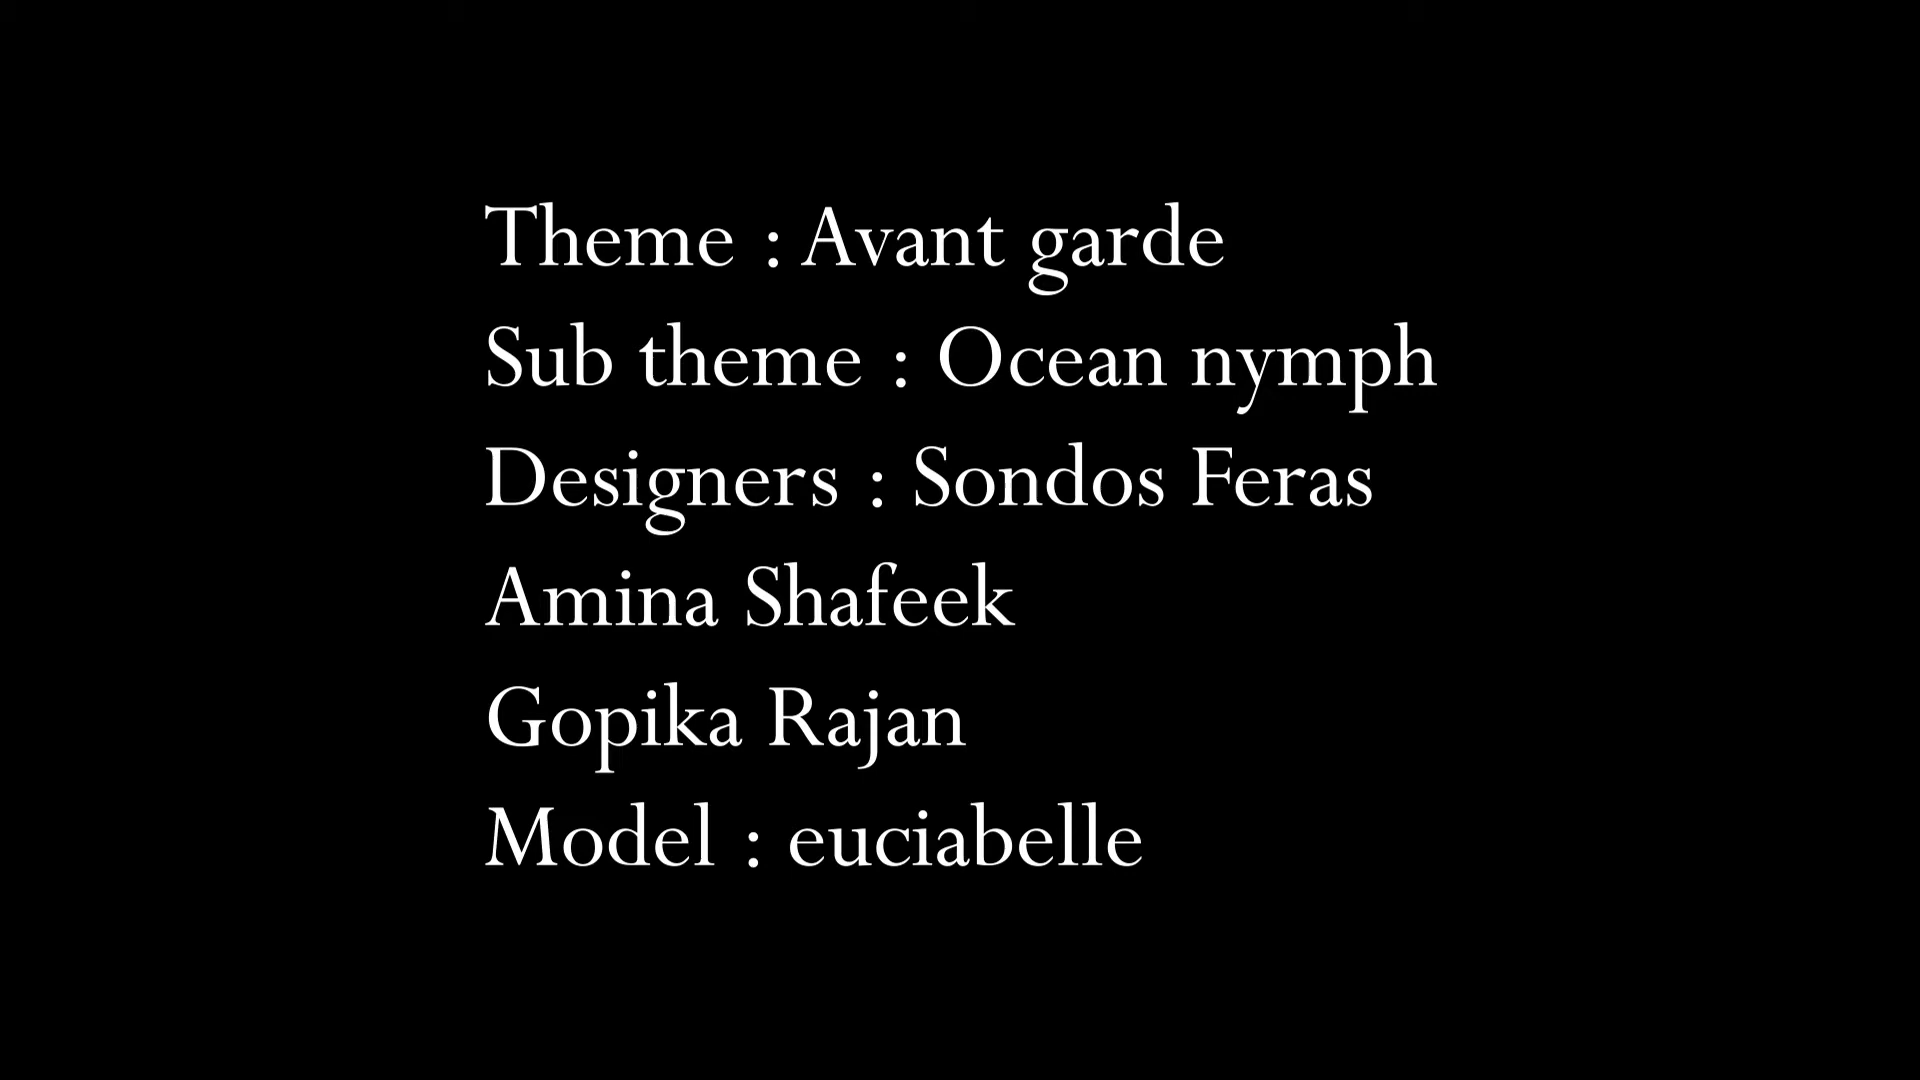 Theme : Avant garde
Sub theme : Ocean nymph
Designers : Sondos Feras
Amina Shafeek
Gopika Rajan
Model : euciabelle